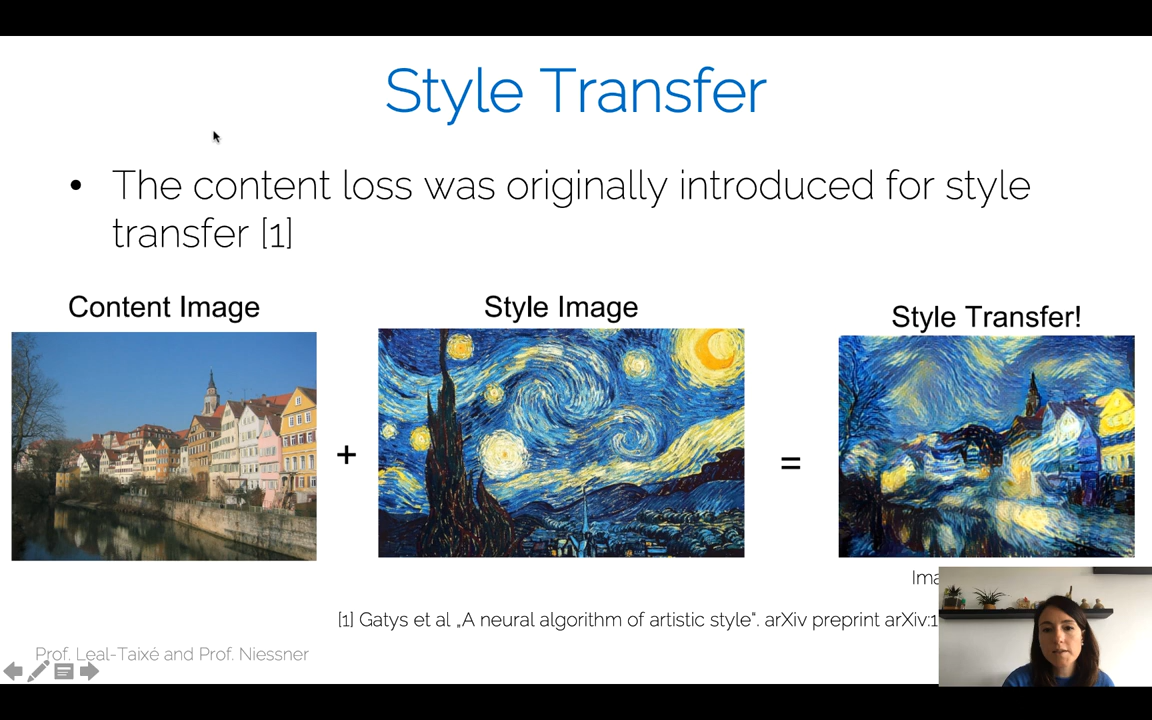 Style Transfer
• The content loss was originally introduced for style
transfer [1]
Content Image
Style Image
Style Transfer!
+
=
[1] Gatys et al „A neural algorithm of artistic style“. arXiv preprint arXiv:1
Prof. Leal-Taixé and Prof. Niessner